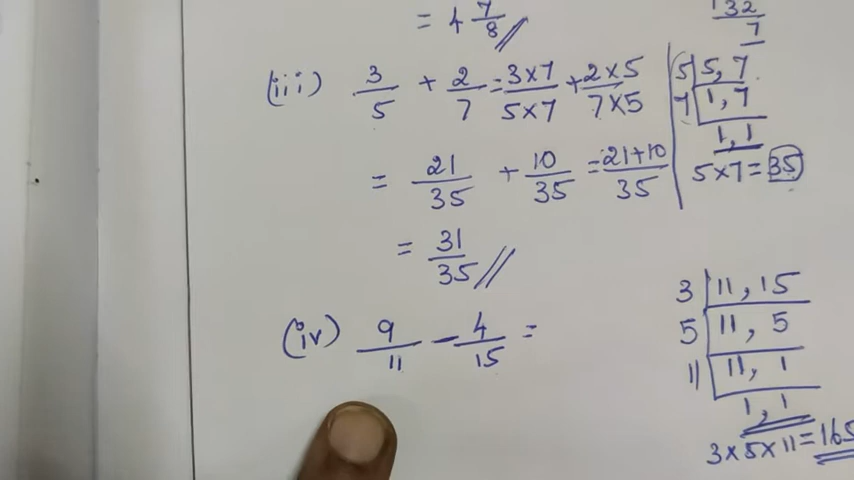 = 4 7/8 //
132
7
(iii) 3/5 + 2/7 = 3×7/5×7 + 2×5/7×5
= 21/35 + 10/35 = 21+10/35
= 31/35 //
5 | 5, 7
7 | 1, 7
1, 1
5×7 = 35
(iv) 9/11 - 4/15 =
3 | 11, 15
5 | 11, 5
11 | 11, 1
1, 1
3×5×11 = 165